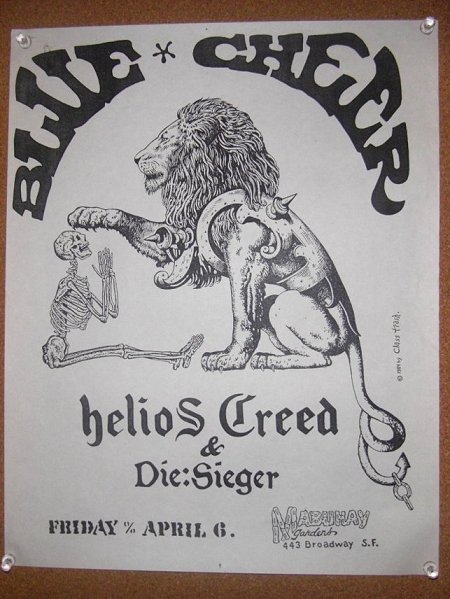 BLUE * CHEER
helioS Creed
&
Die:Sieger
FRIDAY % APRIL 6.
MABUHAY
Gardens
443 Broadway S.F.